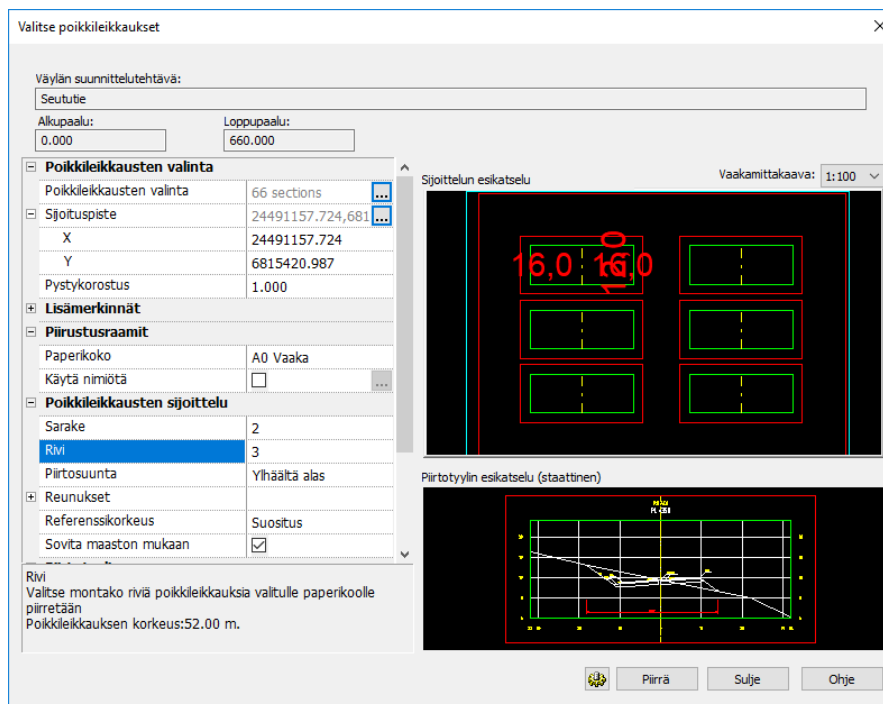 Valitse poikkileikkaukset
Väylän suunnittelutehtävä:
Seututie
Alkupaalu:
Loppupaalu:
0.000
660.000
Poikkileikkausten valinta
Poikkileikkausten valinta 66 sections ...
Sijoituspiste 24491157.724,681 ...
X 24491157.724
Y 6815420.987
Pystykorostus 1.000
Lisämerkinnät
Piirustusraamit
Paperikoko A0 Vaaka
Käytä nimiötä ...
Poikkileikkausten sijoittelu
Sarake 2
Rivi 3
Piirtosuunta Ylhäältä alas
Reunukset
Referenssikorkeus Suositus
Sovita maaston mukaan
Rivi
Valitse montako riviä poikkileikkauksia valitulle paperikoolle
piirretään
Poikkileikkauksen korkeus:52.00 m.
Sijoittelun esikatselu
Vaakamittakaava: 1:100
16,0 16,0
Piirtotyylin esikatselu (staattinen)
Piirrä
Sulje
Ohje